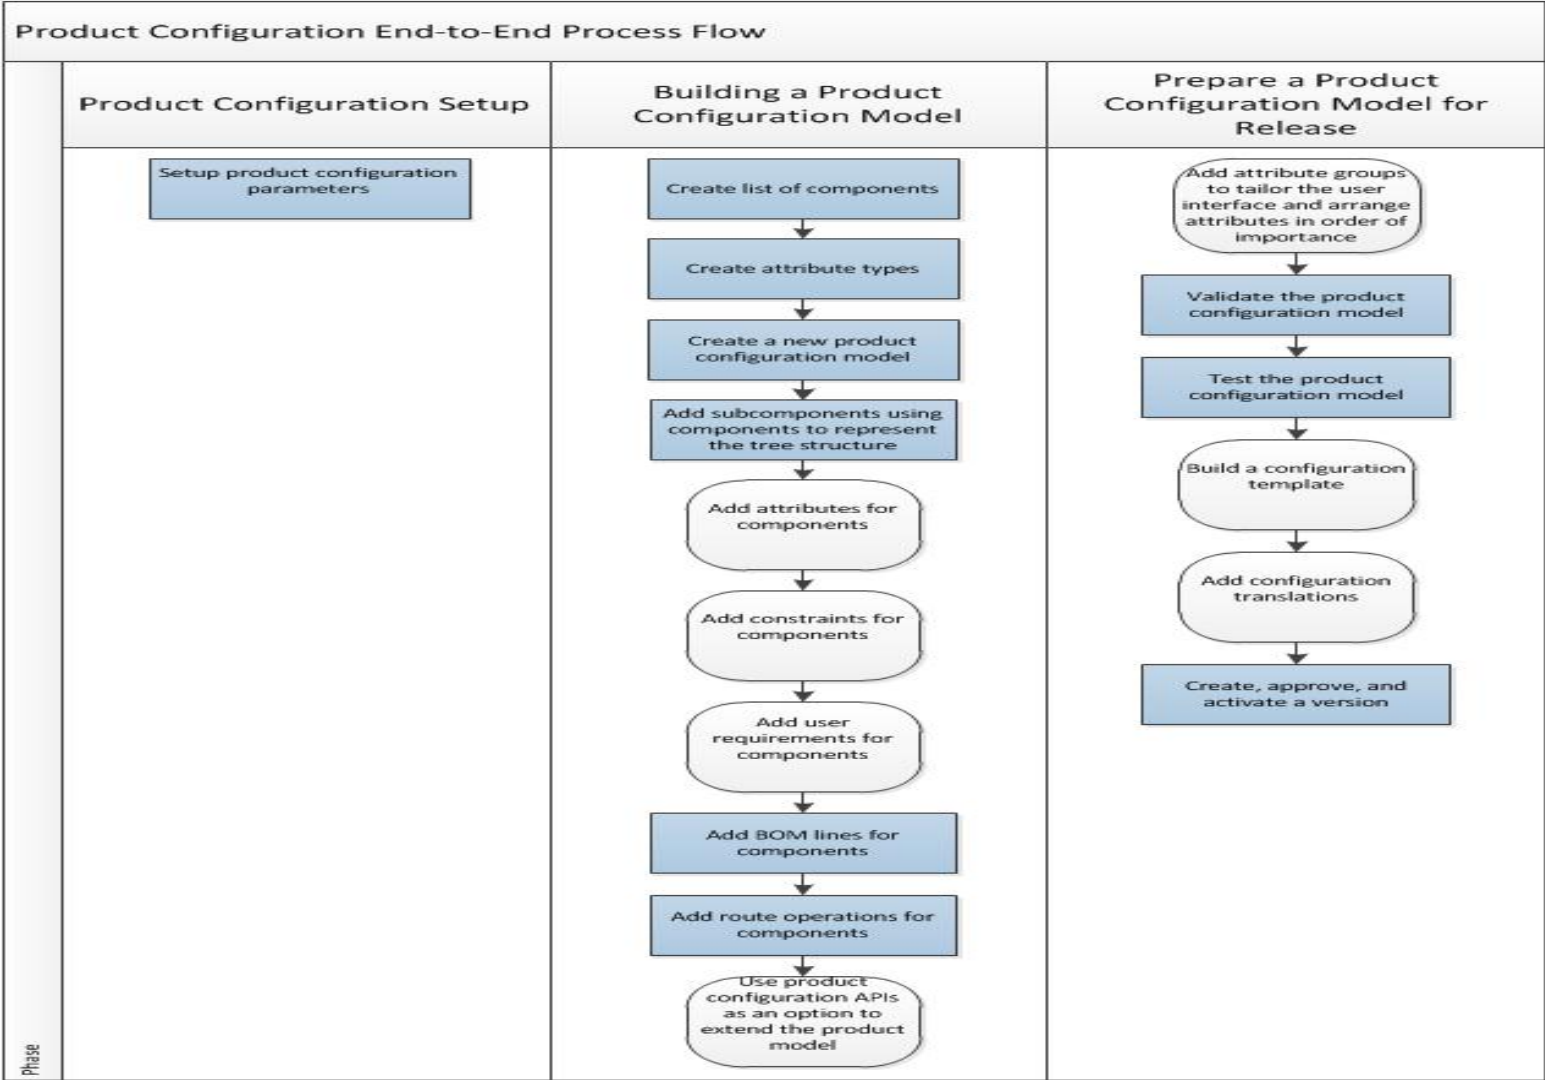 Product Configuration End-to-End Process Flow
Product Configuration Setup
Setup product configuration
parameters
Building a Product
Configuration Model
Create list of components
Create attribute types
Create a new product
configuration model
Add subcomponents using
components to represent
the tree structure
Add attributes for
components
Add constraints for
components
Add user
requirements for
components
Add BOM lines for
components
Add route operations for
components
Use product
configuration APIs
as an option to
extend the product
model
Prepare a Product
Configuration Model for
Release
Add attribute groups
to tailor the user
interface and arrange
attributes in order of
importance
Validate the product
configuration model
Test the product
configuration model
Build a configuration
template
Add configuration
translations
Create, approve, and
activate a version
Phase